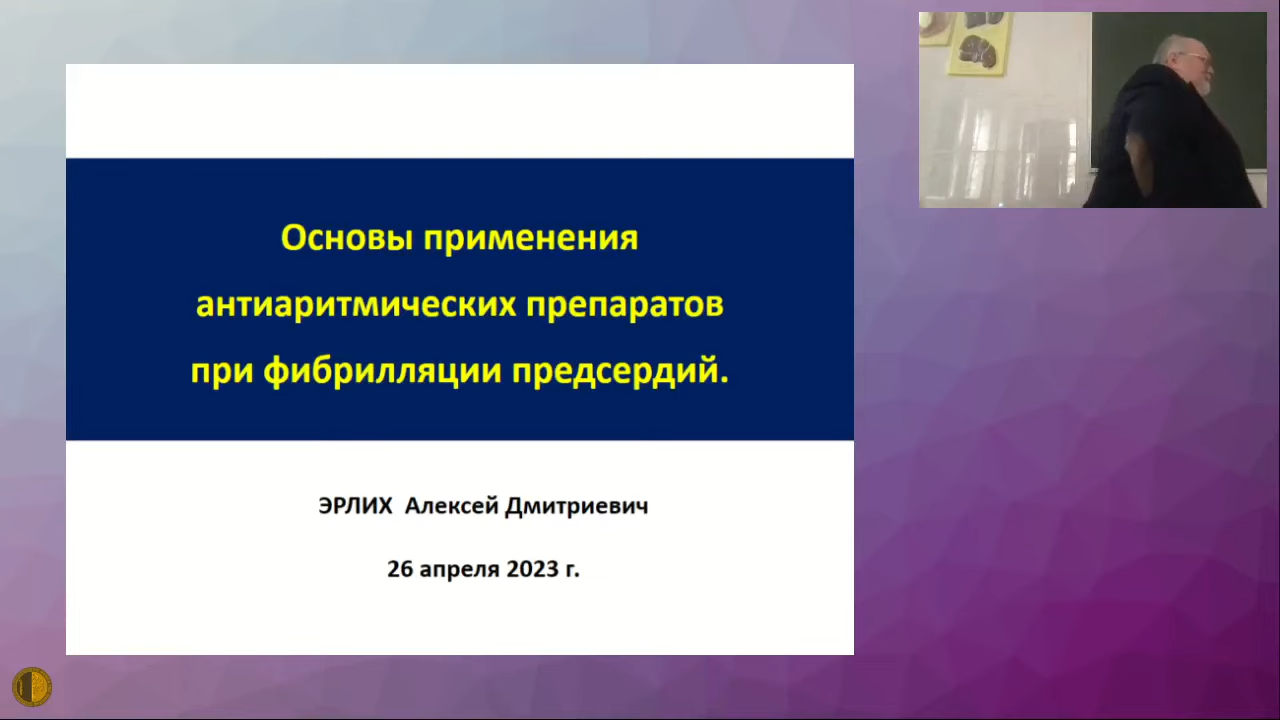 Основы применения
антиаритмических препаратов
при фибрилляции предсердий.
ЭРЛИХ Алексей Дмитриевич
26 апреля 2023 г.